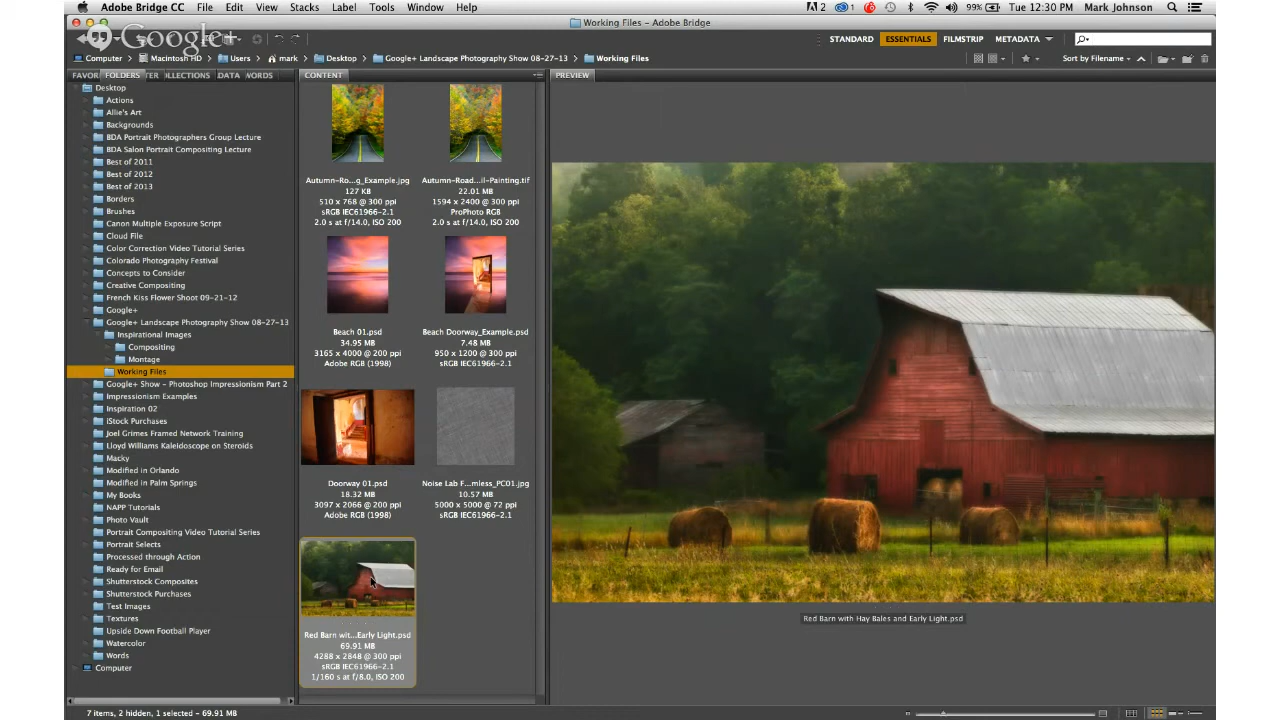 Adobe Bridge CC File Edit View Stacks Label Tools Window Help 2 1 99% Tue 12:30 PM Mark Johnson
Working Files – Adobe Bridge
Google+
STANDARD ESSENTIALS FILMSTRIP METADATA
Computer Macintosh HD Users mark Desktop Google+ Landscape Photography Show 08-27-13 Working Files Sort by Filename
FAVOR FOLDERS TER LLECTIONS DATA WORDS
CONTENT
PREVIEW
Desktop
Actions
Allie's Art
Backgrounds
BDA Portrait Photographers Group Lecture
BDA Salon Portrait Compositing Lecture
Best of 2011
Best of 2012
Best of 2013
Borders
Brushes
Canon Multiple Exposure Script
Cloud File
Color Correction Video Tutorial Series
Colorado Photography Festival
Concepts to Consider
Creative Compositing
French Kiss Flower Shoot 09-21-12
Google+
Google+ Landscape Photography Show 08-27-13
Inspirational Images
Compositing
Montage
Working Files
Google+ Show - Photoshop Impressionism Part 2
Impressionism Examples
Inspiration 02
iStock Purchases
Joel Grimes Framed Network Training
Lloyd Williams Kaleidoscope on Steroids
Macky
Modified in Orlando
Modified in Palm Springs
My Books
NAPP Tutorials
Photo Vault
Portrait Compositing Video Tutorial Series
Portrait Selects
Processed through Action
Ready for Email
Shutterstock Composites
Shutterstock Purchases
Test Images
Textures
Upside Down Football Player
Watercolor
Words
Computer
Autumn-Ro...g_Example.jpg
127 KB
510 x 768 @ 300 ppi
sRGB IEC61966-2.1
2.0 s at f/14.0, ISO 200
Autumn-Road...il-Painting.tif
22.01 MB
1594 x 2400 @ 300 ppi
ProPhoto RGB
2.0 s at f/14.0, ISO 200
Beach 01.psd
34.95 MB
3165 x 4000 @ 200 ppi
Adobe RGB (1998)
Beach Doorway_Example.psd
7.48 MB
950 x 1200 @ 300 ppi
sRGB IEC61966-2.1
Doorway 01.psd
18.32 MB
3097 x 2066 @ 200 ppi
Adobe RGB (1998)
Noise Lab F...mless_PC01.jpg
10.57 MB
5000 x 5000 @ 72 ppi
sRGB IEC61966-2.1
Red Barn wit...Early Light.psd
69.91 MB
4288 x 2848 @ 300 ppi
sRGB IEC61966-2.1
1/160 s at f/8.0, ISO 200
Red Barn with Hay Bales and Early Light.psd
7 items, 2 hidden, 1 selected - 69.91 MB